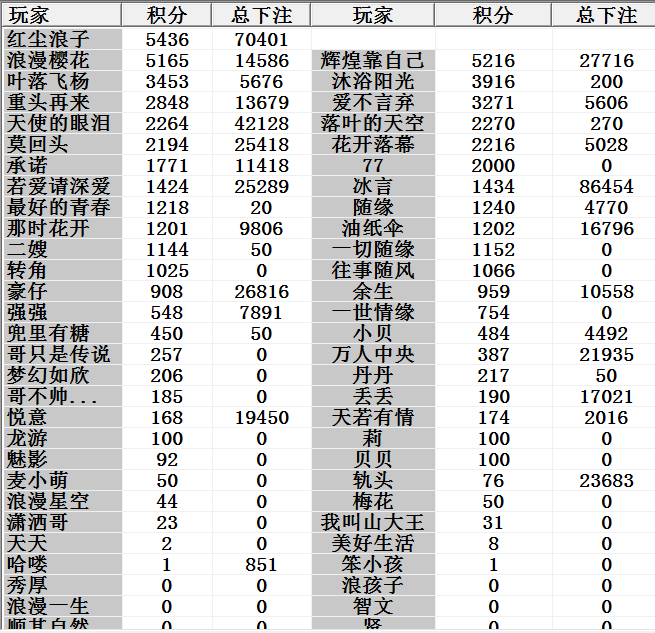 玩家 积分 总下注 玩家 积分 总下注
红尘浪子 5436 70401
浪漫樱花 5165 14586 辉煌靠自己 5216 27716
叶落飞杨 3453 5676 沐浴阳光 3916 200
重头再来 2848 13679 爱不言弃 3271 5606
天使的眼泪 2264 42128 落叶的天空 2270 270
莫回头 2194 25418 花开落幕 2216 5028
承诺 1771 11418 77 2000 0
若爱请深爱 1424 25289 冰言 1434 86454
最好的青春 1218 20 随缘 1240 4770
那时花开 1201 9806 油纸伞 1202 16796
二嫂 1144 50 一切随缘 1152 0
转角 1025 0 往事随风 1066 0
豪仔 908 26816 余生 959 10558
强强 548 7891 一世情缘 754 0
兜里有糖 450 50 小贝 484 4492
哥只是传说 257 0 万人中央 387 21935
梦幻如欣 206 0 丹丹 217 50
哥不帅... 185 0 丢丢 190 17021
悦意 168 19450 天若有情 174 2016
龙游 100 0 莉 100 0
魅影 92 0 贝贝 100 0
麦小萌 50 0 轨头 76 23683
浪漫星空 44 0 梅花 50 0
潇洒哥 23 0 我叫山大王 31 0
天天 2 0 美好生活 8 0
哈喽 1 851 笨小孩 1 0
秀厚 0 0 浪孩子 0 0
浪漫一生 0 0 智文 0 0
顺其自然 0 0 贤 0 0